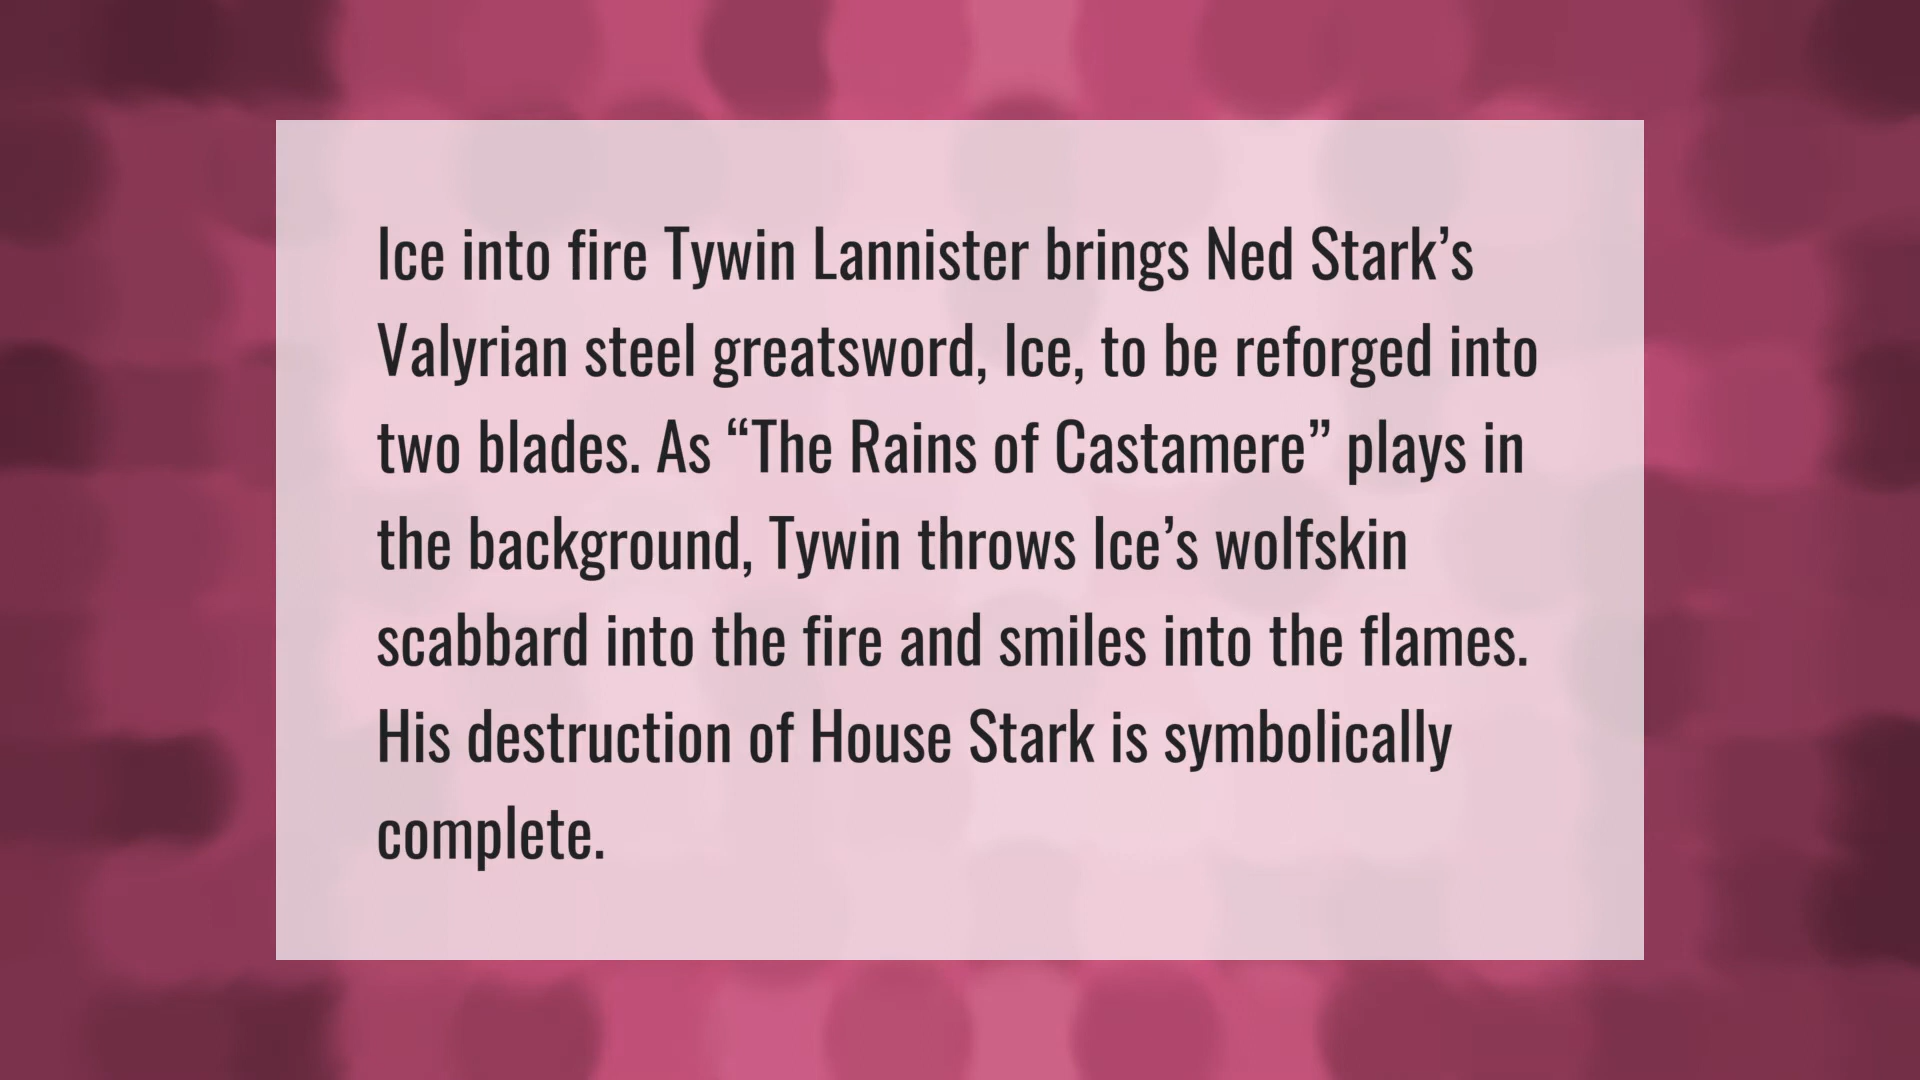 Ice into fire Tywin Lannister brings Ned Stark’s
Valyrian steel greatsword, Ice, to be reforged into
two blades. As “The Rains of Castamere” plays in
the background, Tywin throws Ice’s wolfskin
scabbard into the fire and smiles into the flames.
His destruction of House Stark is symbolically
complete.